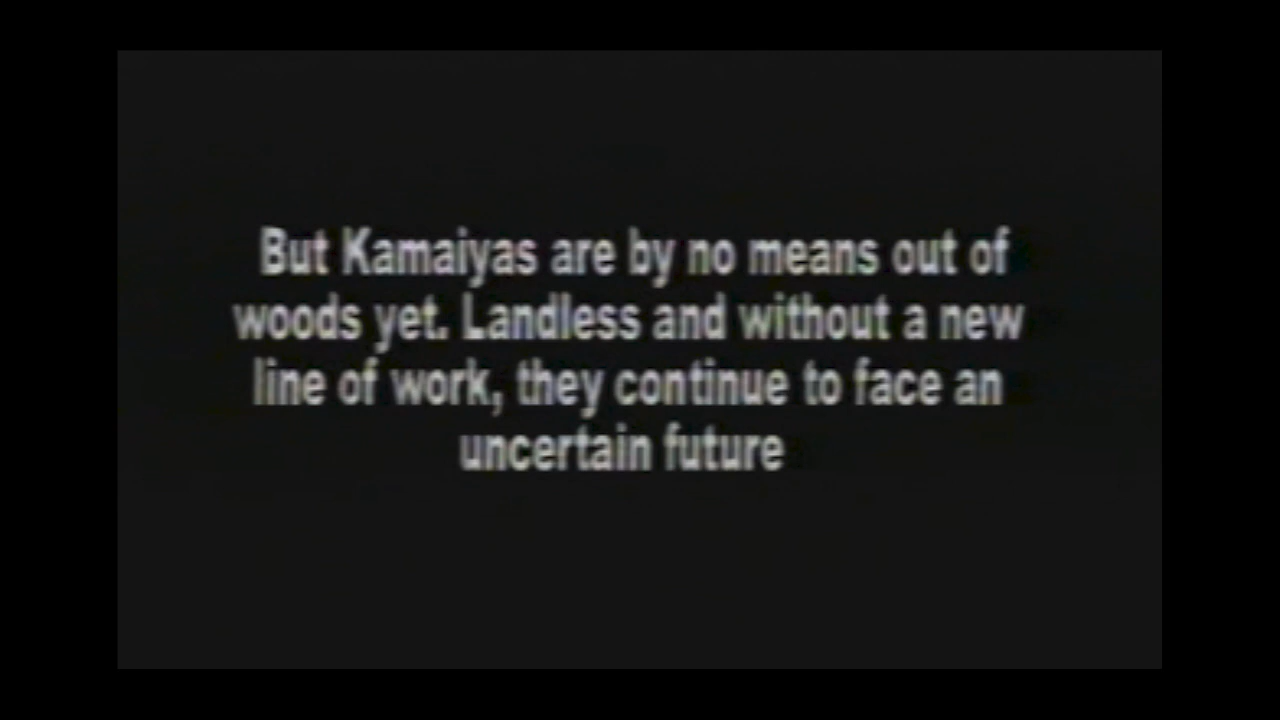 But Kamaiyas are by no means out of
woods yet. Landless and without a new
line of work, they continue to face an
uncertain future